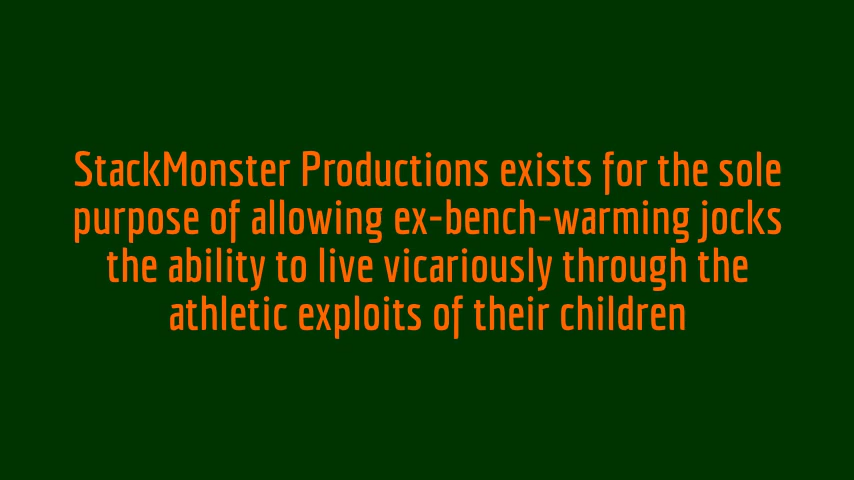 StackMonster Productions exists for the sole
purpose of allowing ex-bench-warming jocks
the ability to live vicariously through the
athletic exploits of their children